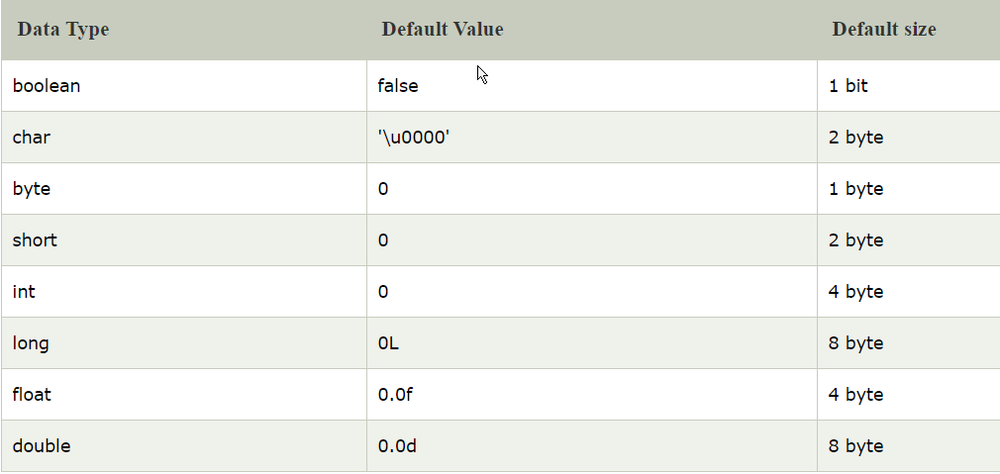 Data Type Default Value Default size
boolean false 1 bit
char '\u0000' 2 byte
byte 0 1 byte
short 0 2 byte
int 0 4 byte
long 0L 8 byte
float 0.0f 4 byte
double 0.0d 8 byte